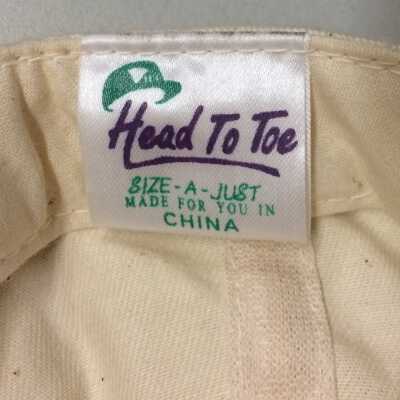 Head To Toe
SIZE-A-JUST
MADE FOR YOU IN
CHINA